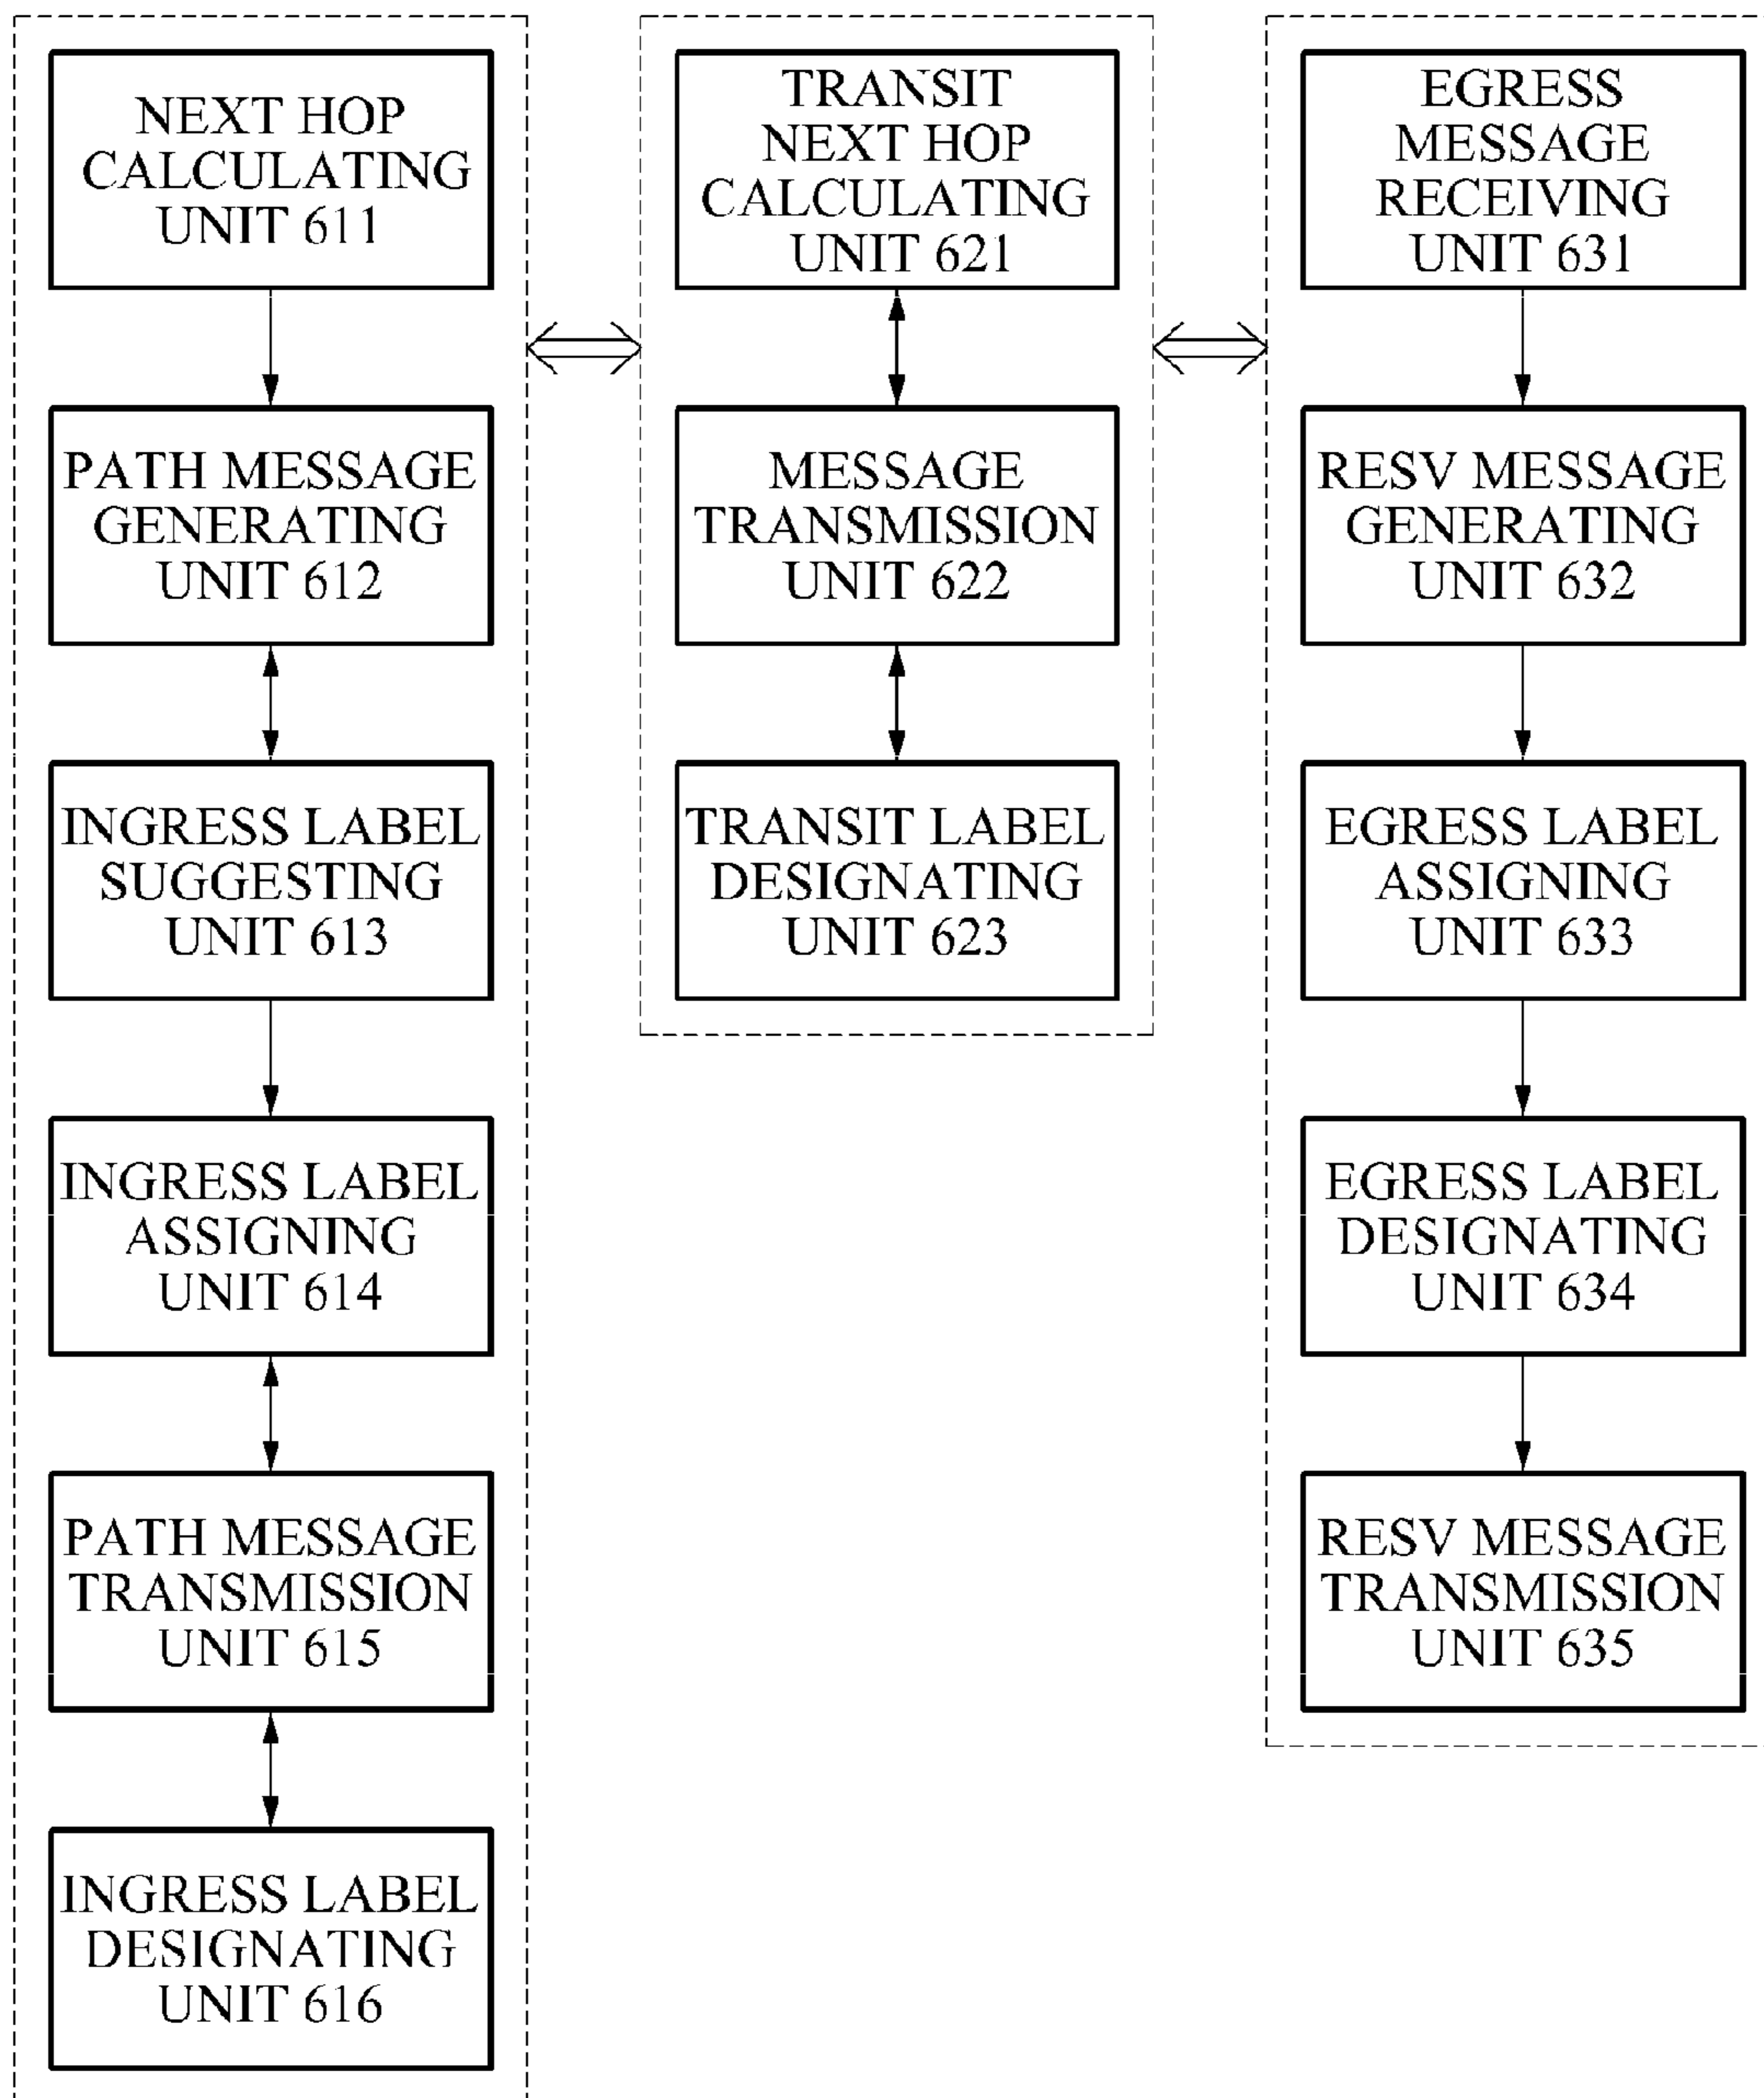 NEXT HOP
CALCULATING
UNIT 611
PATH MESSAGE
GENERATING
UNIT 612
INGRESS LABEL
SUGGESTING
UNIT 613
INGRESS LABEL
ASSIGNING
UNIT 614
PATH MESSAGE
TRANSMISSION
UNIT 615
INGRESS LABEL
DESIGNATING
UNIT 616
TRANSIT
NEXT HOP
CALCULATING
UNIT 621
MESSAGE
TRANSMISSION
UNIT 622
TRANSIT LABEL
DESIGNATING
UNIT 623
EGRESS
MESSAGE
RECEIVING
UNIT 631
RESV MESSAGE
GENERATING
UNIT 632
EGRESS LABEL
ASSIGNING
UNIT 633
EGRESS LABEL
DESIGNATING
UNIT 634
RESV MESSAGE
TRANSMISSION
UNIT 635